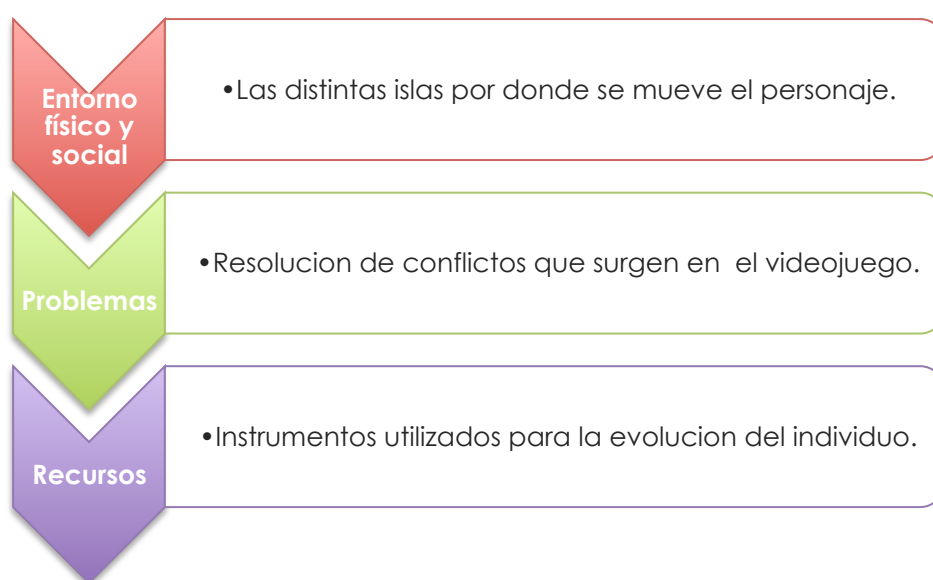 Entorno
físico y
social
•Las distintas islas por donde se mueve el personaje.
Problemas
•Resolucion de conflictos que surgen en  el videojuego.
Recursos
•Instrumentos utilizados para la evolucion del individuo.